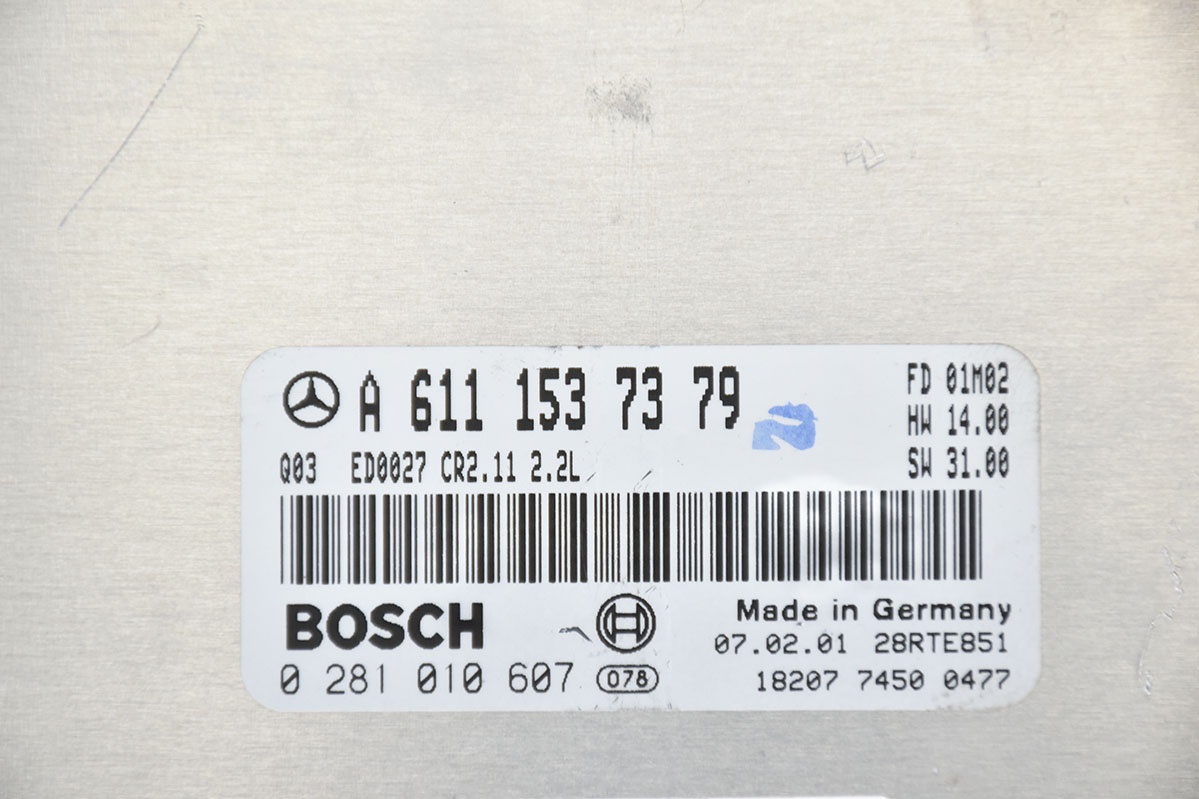 A 611 153 73 79
FD 01M02
HW 14.00
Q03 ED0027 CR2.11 2.2L
SW 31.00
BOSCH
Made in Germany
07.02.01 28RTE851
0 281 010 607 078
18207 7450 0477